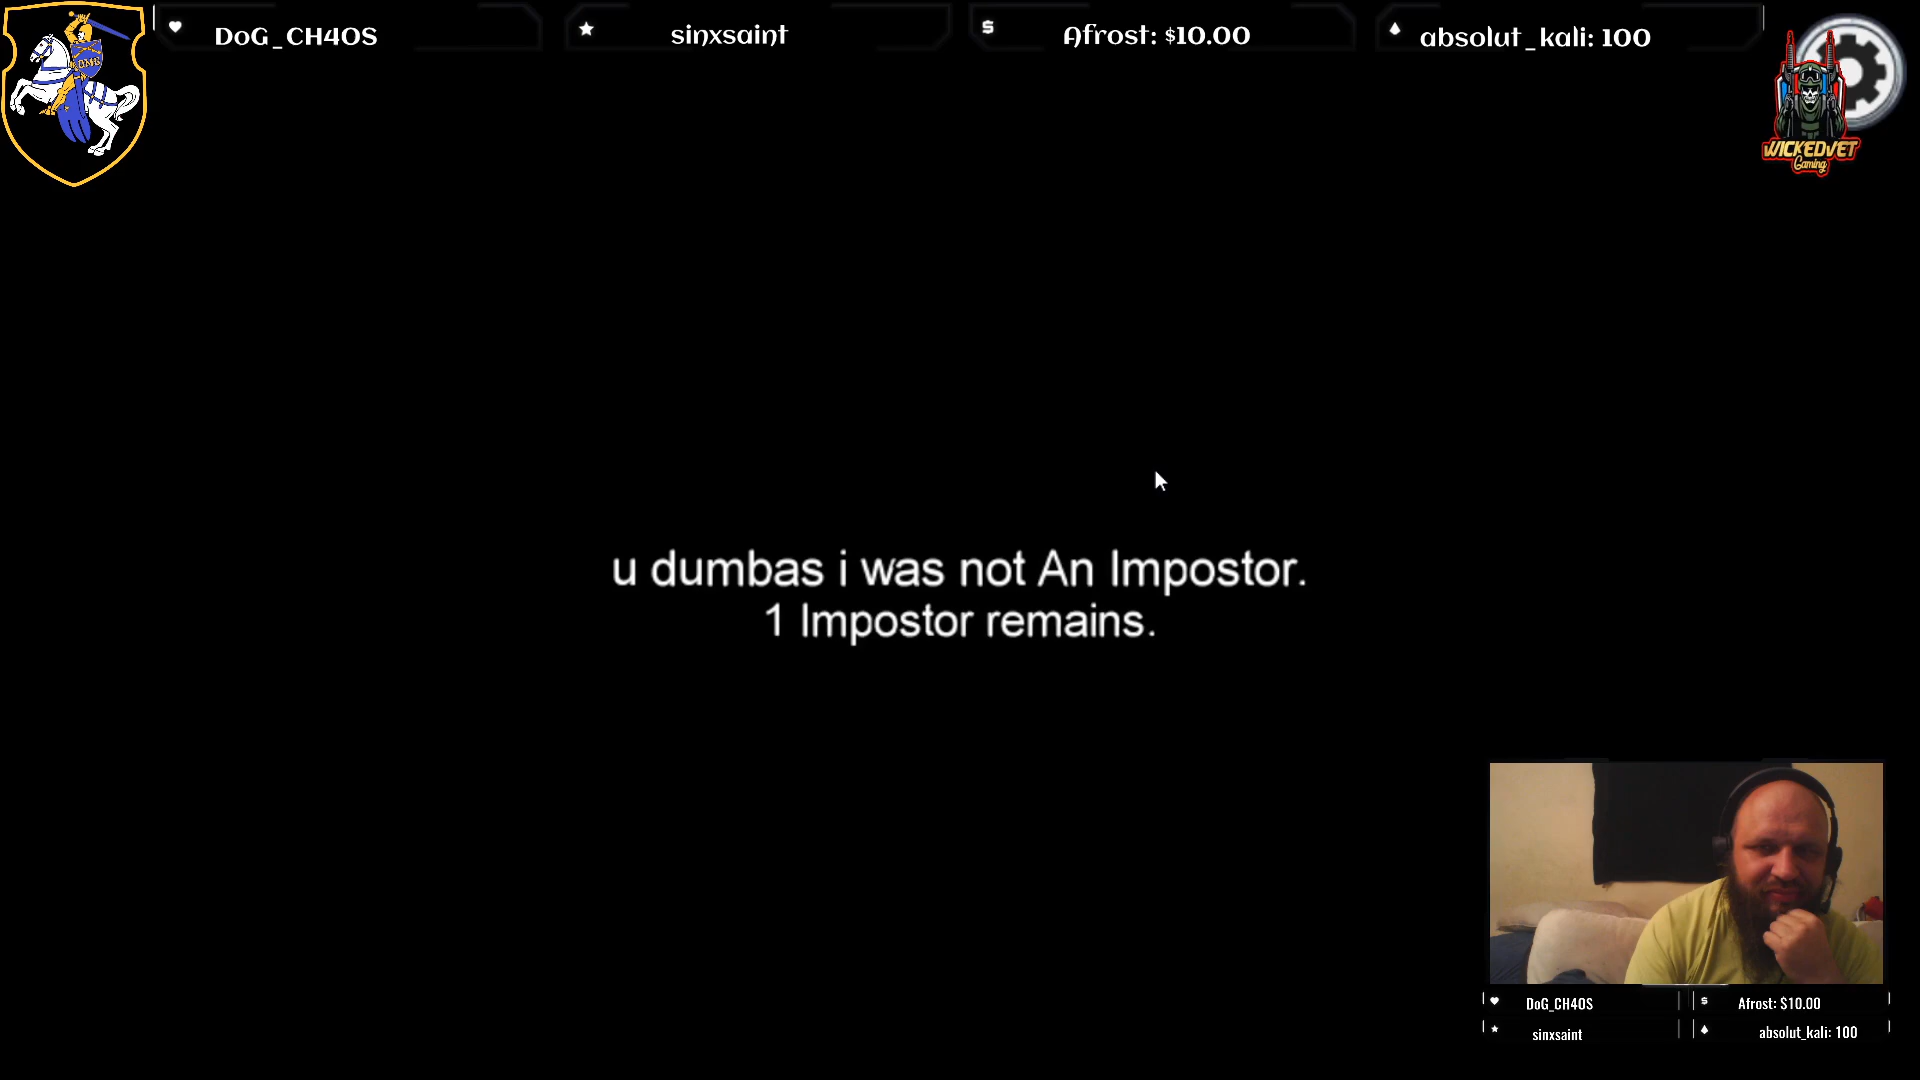 DoG_CH4OS
sinxsaint
Afrost: $10.00
absolut_kali: 100
DMG
WICKEDVET
Gaming
u dumbas i was not An Impostor.
1 Impostor remains.
DoG_CH4OS
Afrost: $10.00
sinxsaint
absolut_kali: 100